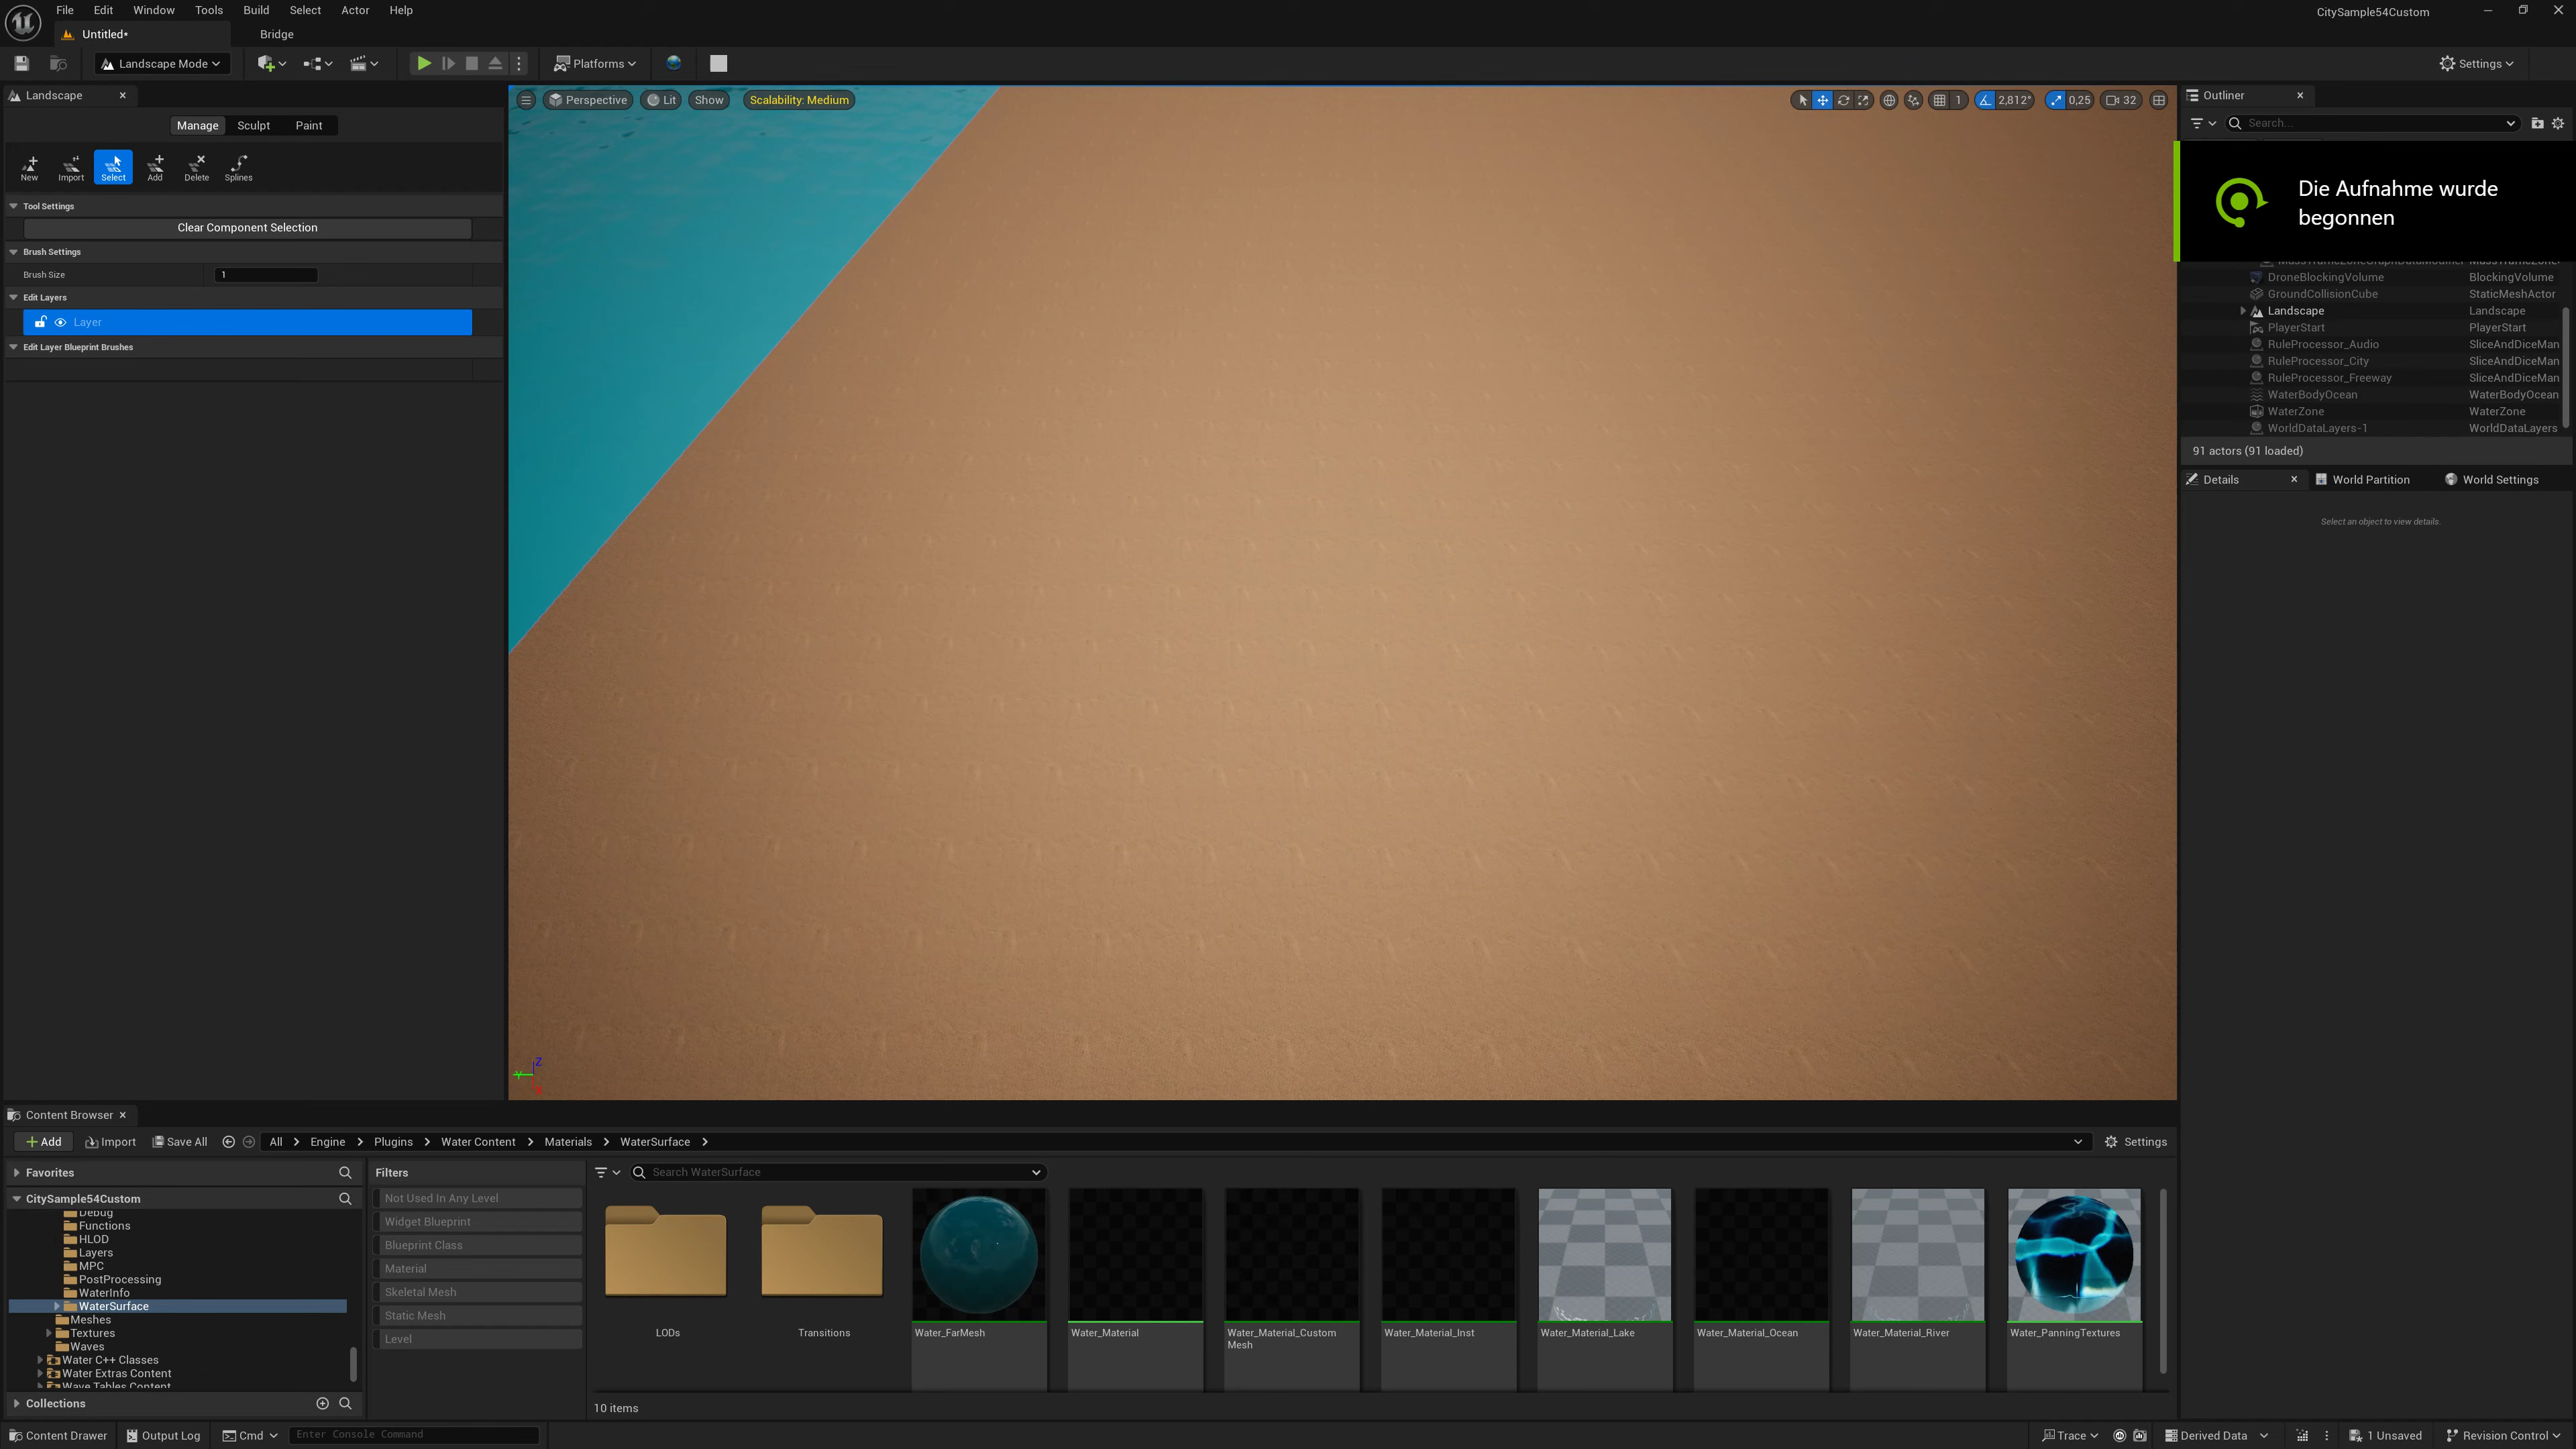 File Edit Window Tools Build Select Actor Help
CitySample54Custom
Untitled*
Bridge
Landscape Mode
Platforms
Settings
Landscape
Manage Sculpt Paint
New Import Select Add Delete Splines
Tool Settings
Clear Component Selection
Brush Settings
Brush Size 1
Edit Layers
Layer
Edit Layer Blueprint Brushes
Perspective Lit Show Scalability: Medium
1 2,812° 0,25 32
Z
Y
Outliner
Search...
Die Aufnahme wurde
begonnen
DroneBlockingVolume BlockingVolume
GroundCollisionCube StaticMeshActor
Landscape Landscape
PlayerStart PlayerStart
RuleProcessor_Audio SliceAndDiceMan
RuleProcessor_City SliceAndDiceMan
RuleProcessor_Freeway SliceAndDiceMan
WaterBodyOcean WaterBodyOcean
WaterZone WaterZone
WorldDataLayers-1 WorldDataLayers
91 actors (91 loaded)
Details World Partition World Settings
Select an object to view details.
Content Browser
Add Import Save All All Engine Plugins Water Content Materials WaterSurface
Settings
Favorites
CitySample54Custom
Debug
Functions
HLOD
Layers
MPC
PostProcessing
WaterInfo
WaterSurface
Meshes
Textures
Waves
Water C++ Classes
Water Extras Content
Wave Tables Content
Collections
Filters
Not Used In Any Level
Widget Blueprint
Blueprint Class
Material
Skeletal Mesh
Static Mesh
Level
Search WaterSurface
LODs
Transitions
Water_FarMesh
Water_Material
Water_Material_Custom
Mesh
Water_Material_Inst
Water_Material_Lake
Water_Material_Ocean
Water_Material_River
Water_PanningTextures
10 items
Content Drawer Output Log Cmd Enter Console Command
Trace Derived Data 1 Unsaved Revision Control